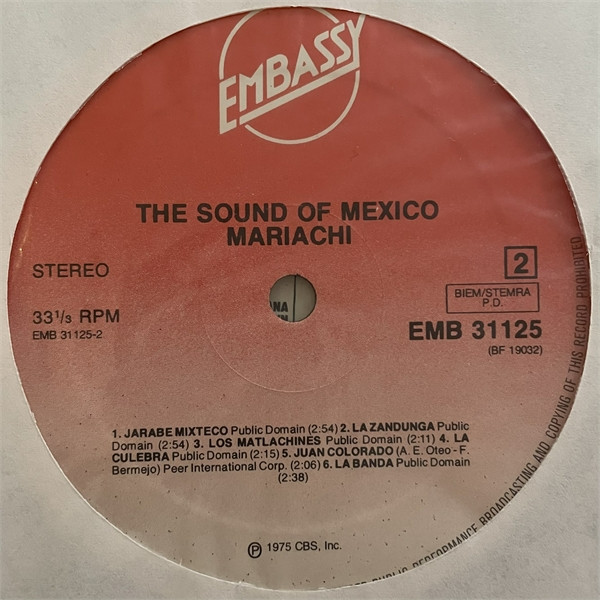 EMBASSY
THE SOUND OF MEXICO
MARIACHI
STEREO
2
BIEM/STEMRA
P.D.
33 1/3 RPM
EMB 31125-2
EMB 31125
(BF 19032)
NA
1. JARABE MIXTECO Public Domain (2:54) 2. LA ZANDUNGA Public
Domain (2:54) 3. LOS MATLACHINES Public Domain (2:11) 4. LA
CULEBRA Public Domain (2:15) 5. JUAN COLORADO (A. E. Oteo - F.
Bermejo) Peer International Corp. (2:06) 6. LA BANDA Public Domain
(2:38)
Ⓟ 1975 CBS, Inc.
PUBLIC PERFORMANCE BROADCASTING AND COPYING OF THIS RECORD PROHIBITED